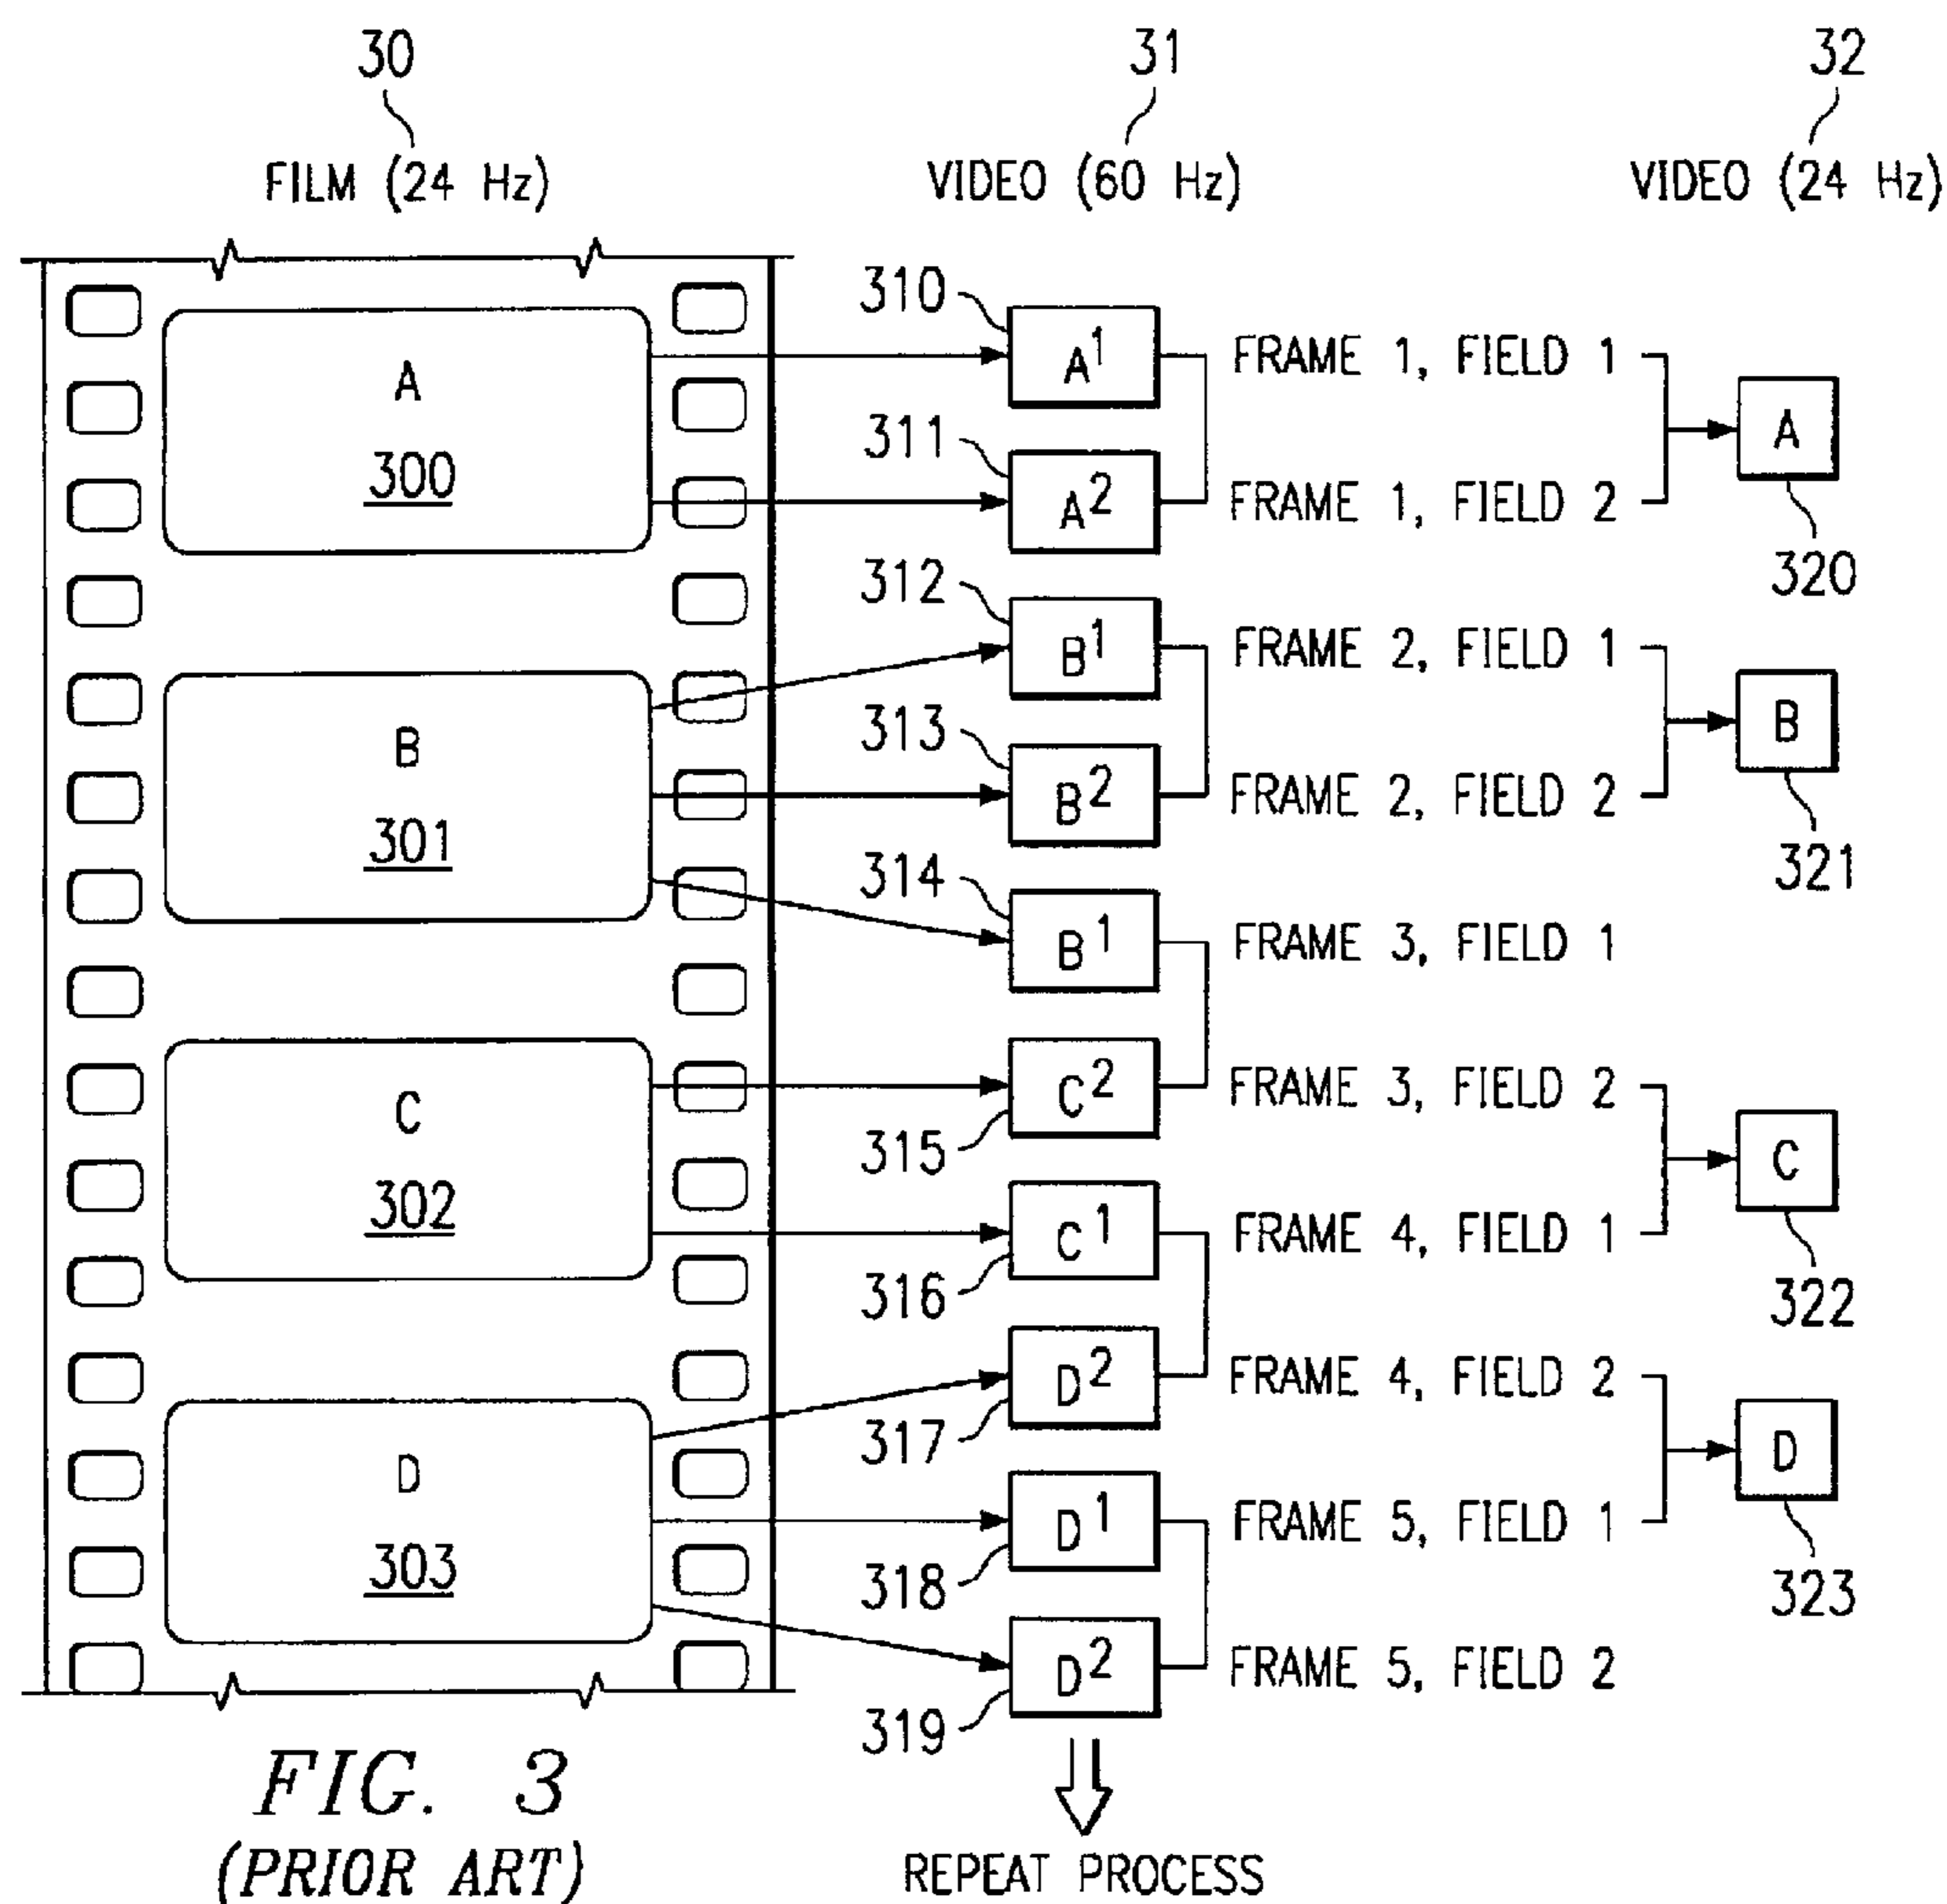 30 31 32
FILM (24 Hz) VIDEO (60 Hz) VIDEO (24 Hz)
310 A¹ FRAME 1, FIELD 1
A 300
311 A² FRAME 1, FIELD 2
A 320
312 B¹ FRAME 2, FIELD 1
B 301
313 B² FRAME 2, FIELD 2
B 321
314 B¹ FRAME 3, FIELD 1
C² FRAME 3, FIELD 2
315
C 302
C¹ FRAME 4, FIELD 1
316
C 322
D² FRAME 4, FIELD 2
317
D 303
D¹ FRAME 5, FIELD 1
318
D 323
D² FRAME 5, FIELD 2
319
FIG. 3
(PRIOR ART)
REPEAT PROCESS